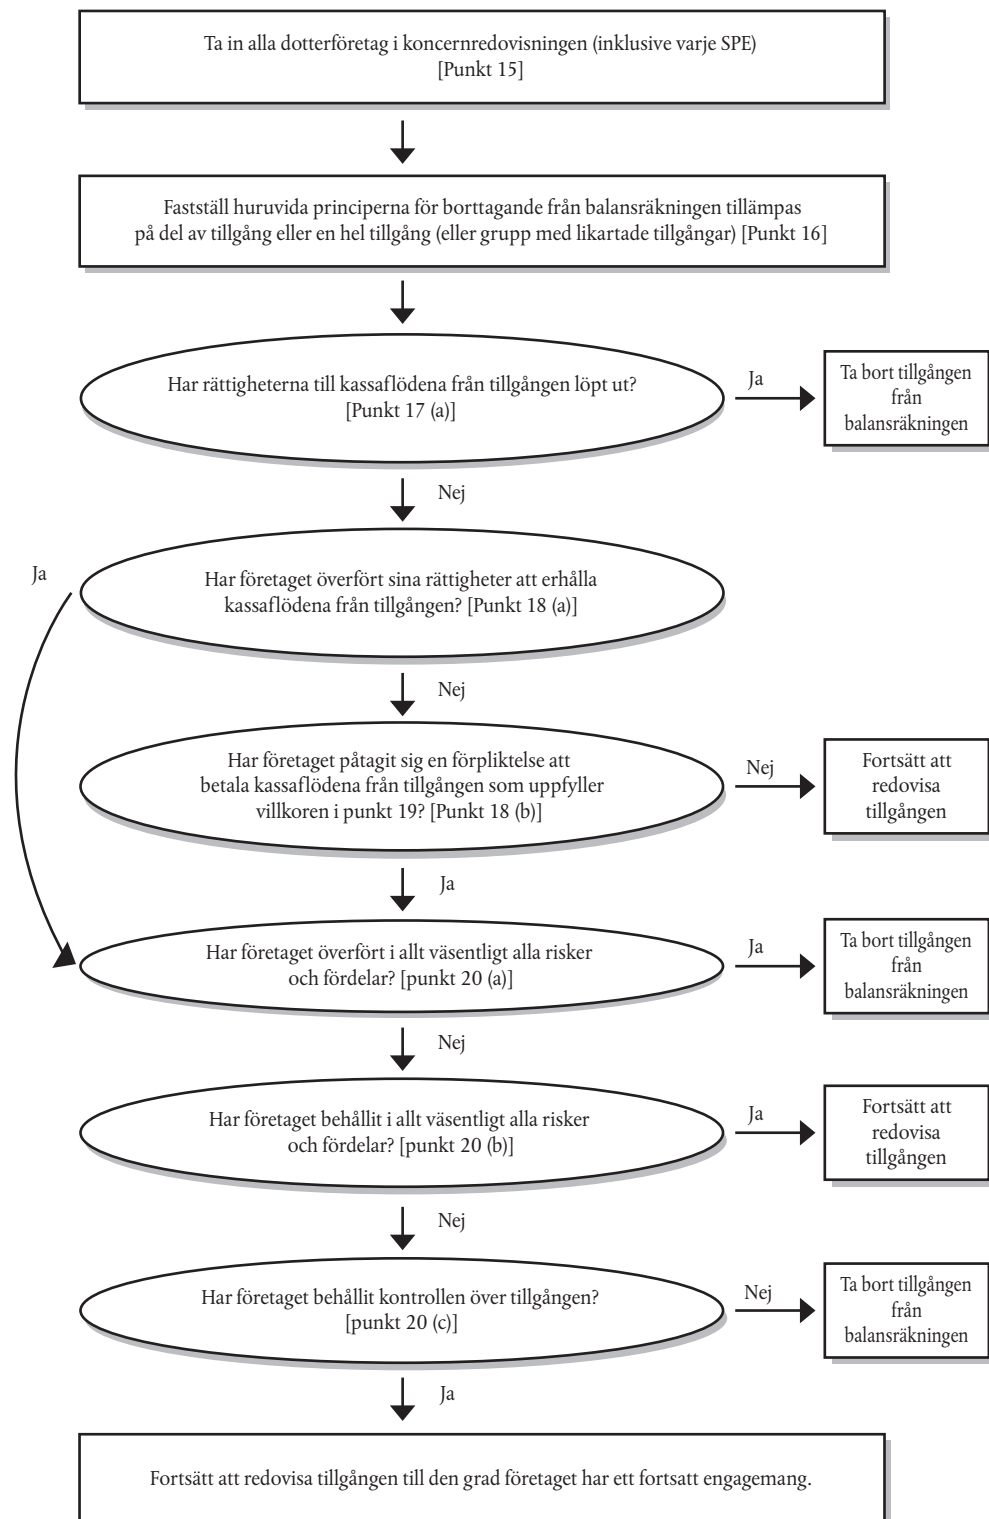 Ta in alla dotterföretag i koncernredovisningen (inklusive varje SPE)
[Punkt 15]
Fastställ huruvida principerna för borttagande från balansräkningen tillämpas
på del av tillgång eller en hel tillgång (eller grupp med likartade tillgångar) [Punkt 16]
Har rättigheterna till kassaflödena från tillgången löpt ut?
[Punkt 17 (a)]
Ja
Ta bort tillgången
från
balansräkningen
Nej
Ja
Har företaget överfört sina rättigheter att erhålla
kassaflödena från tillgången? [Punkt 18 (a)]
Nej
Har företaget påtagit sig en förpliktelse att
betala kassaflödena från tillgången som uppfyller
villkoren i punkt 19? [Punkt 18 (b)]
Nej
Fortsätt att
redovisa
tillgången
Ja
Har företaget överfört i allt väsentligt alla risker
och fördelar? [punkt 20 (a)]
Ja
Ta bort tillgången
från
balansräkningen
Nej
Har företaget behållit i allt väsentligt alla risker
och fördelar? [punkt 20 (b)]
Ja
Fortsätt att
redovisa
tillgången
Nej
Har företaget behållit kontrollen över tillgången?
[punkt 20 (c)]
Nej
Ta bort tillgången
från
balansräkningen
Ja
Fortsätt att redovisa tillgången till den grad företaget har ett fortsatt engagemang.